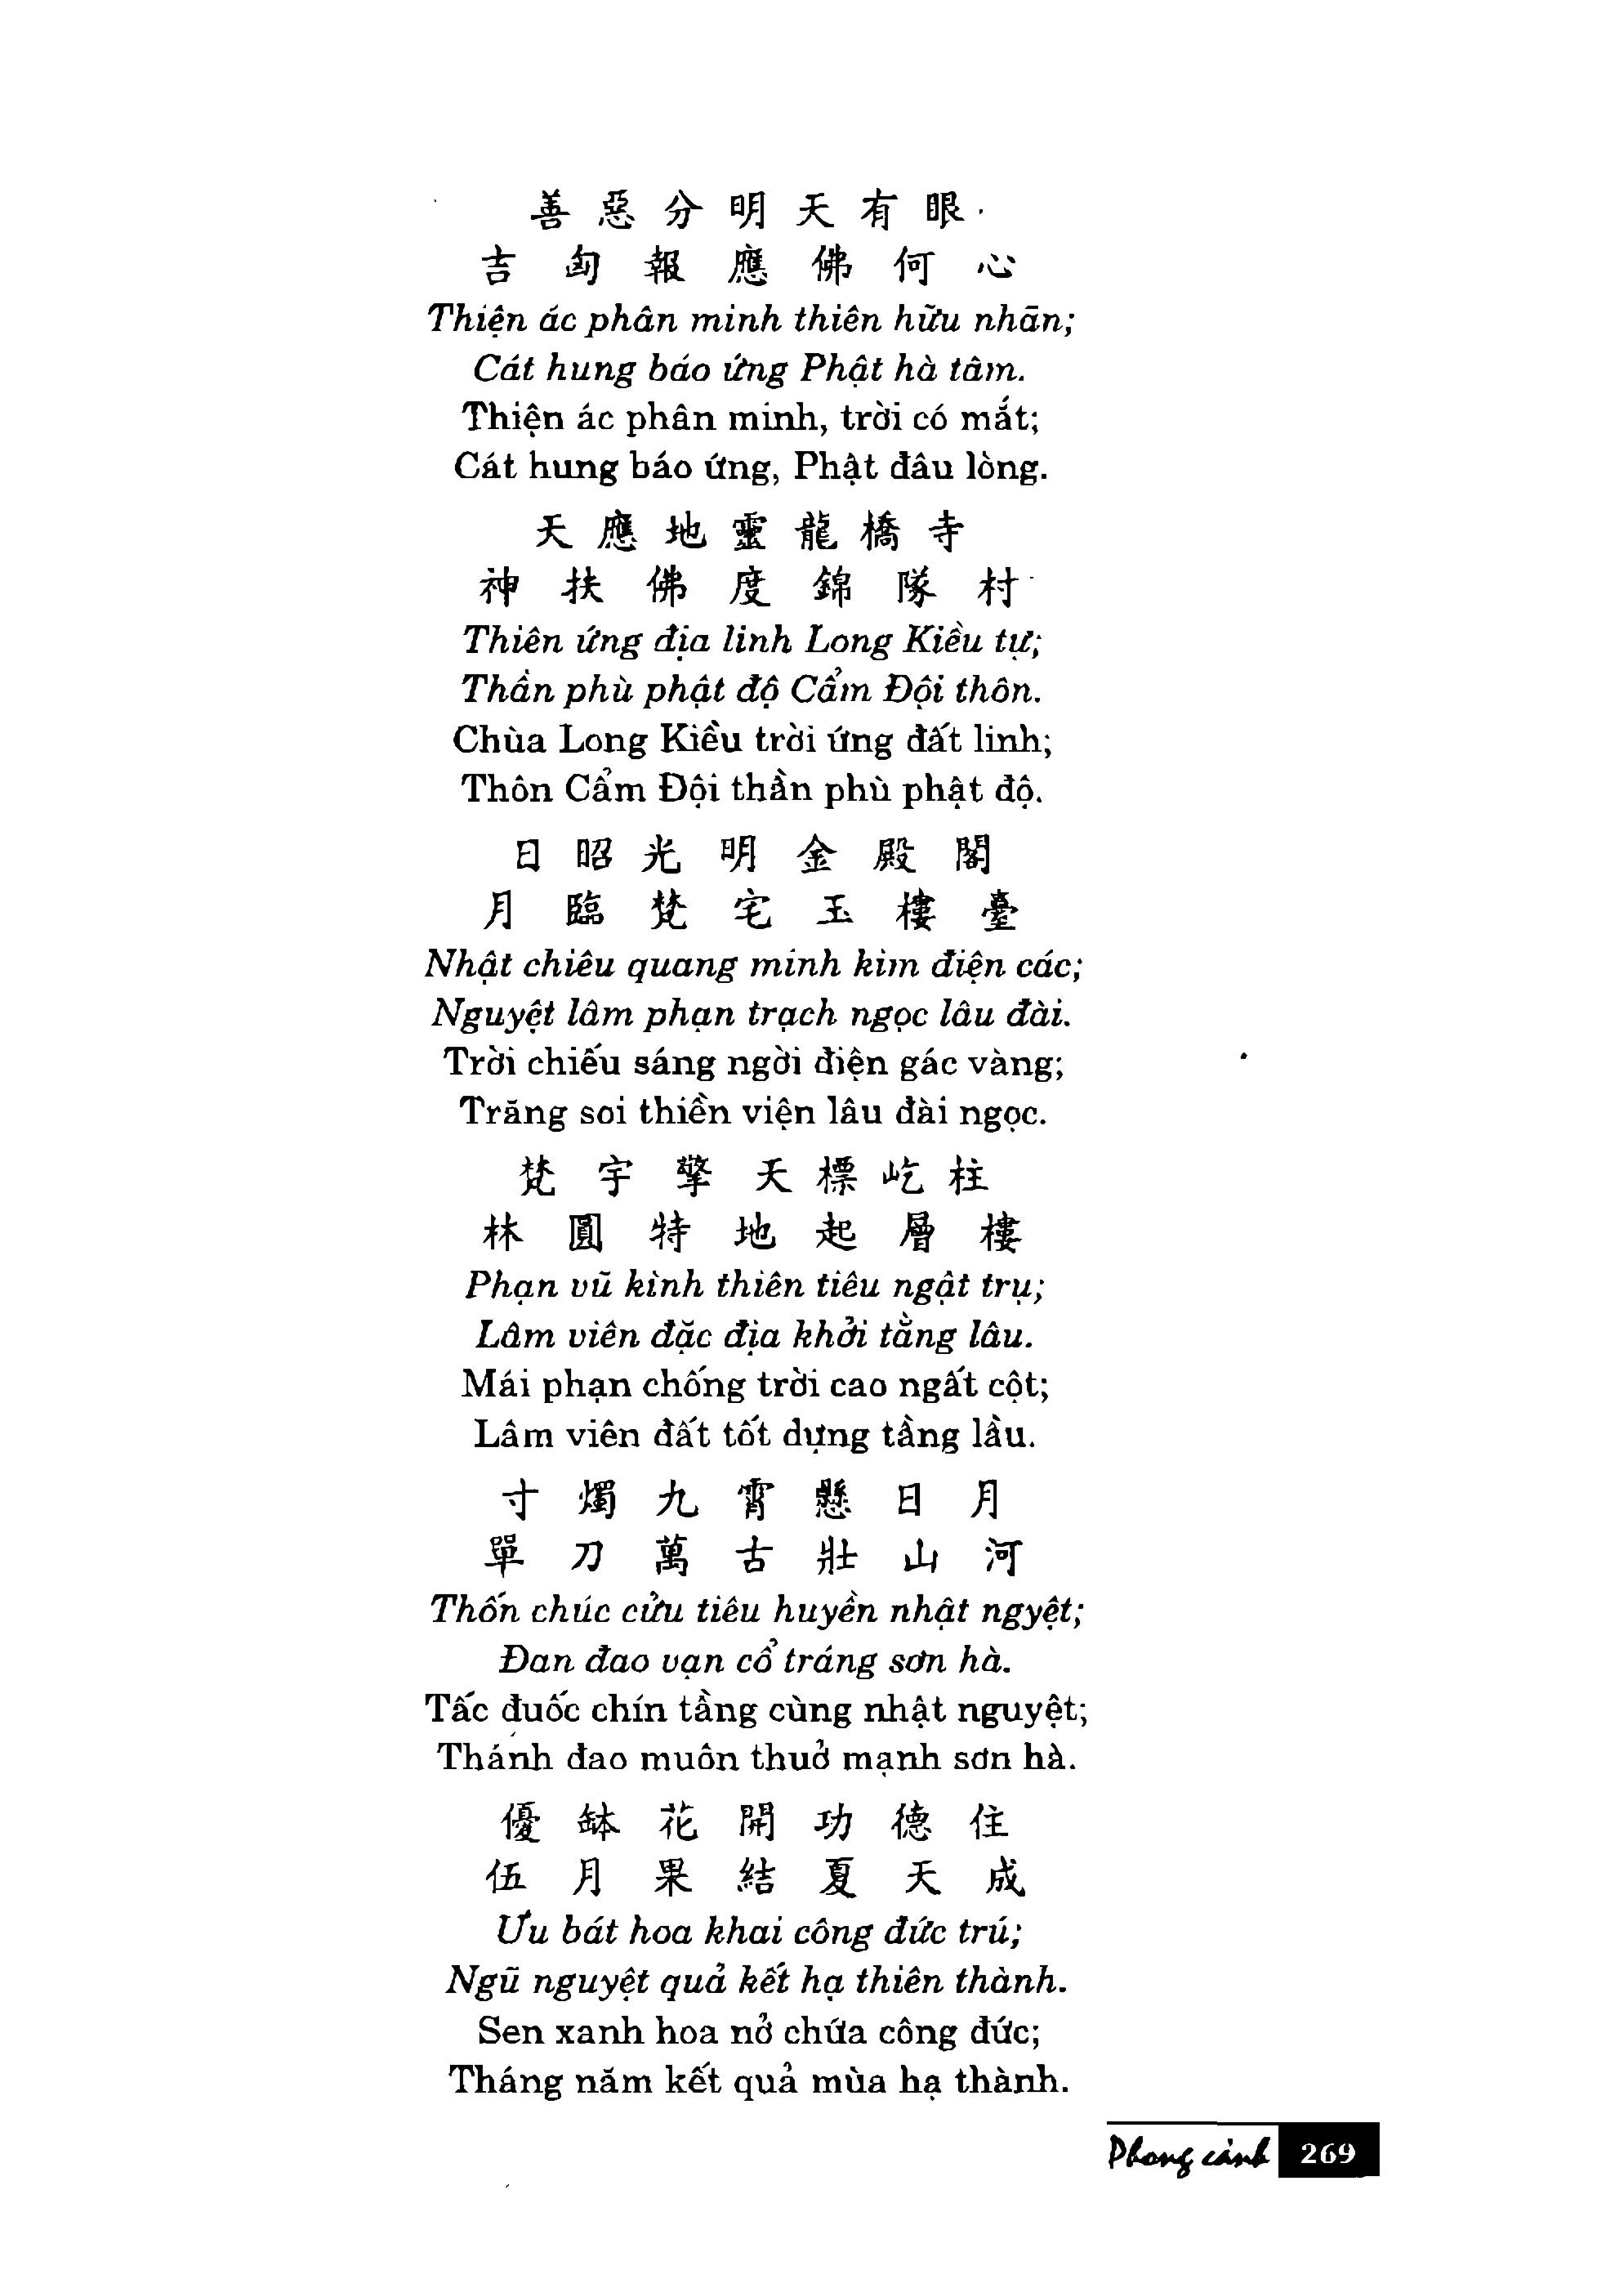 善惡分明天有眼
吉匈報應佛何心
Thiện ác phân minh thiên hữu nhãn;
Cát hung báo ứng Phật hà tâm.
Thiện ác phân minh, trời có mắt;
Cát hung báo ứng, Phật đâu lòng.
天應地靈龍橋寺
神扶佛度錦隊村
Thiên ứng địa linh Long Kiều tự;
Thần phù phật độ Cẩm Đội thôn.
Chùa Long Kiều trời ứng đất linh;
Thôn Cẩm Đội thần phù phật độ.
日昭光明金殿閣
月臨梵宅玉樓臺
Nhật chiêu quang minh kim điện các;
Nguyệt lâm phạn trạch ngọc lâu đài.
Trời chiếu sáng ngời điện gác vàng;
Trăng soi thiền viện lâu đài ngọc.
梵宇擎天標屹柱
林圓特地起層樓
Phạn vũ kình thiên tiêu ngật trụ;
Lâm viên đặc địa khởi tằng lâu.
Mái phạn chống trời cao ngất cột;
Lâm viên đất tốt dựng tầng lầu.
寸燭九霄懸日月
單刀萬古壯山河
Thốn chúc cửu tiêu huyền nhật ngyệt;
Đan đao vạn cổ tráng sơn hà.
Tấc đuốc chín tầng cùng nhật nguyệt;
Thánh đao muôn thuở mạnh sơn hà.
優缽花開功德住
伍月果結夏天成
Ưu bát hoa khai công đức trú;
Ngũ nguyệt quả kết hạ thiên thành.
Sen xanh hoa nở chứa công đức;
Tháng năm kết quả mùa hạ thành.
Phong cảnh 269